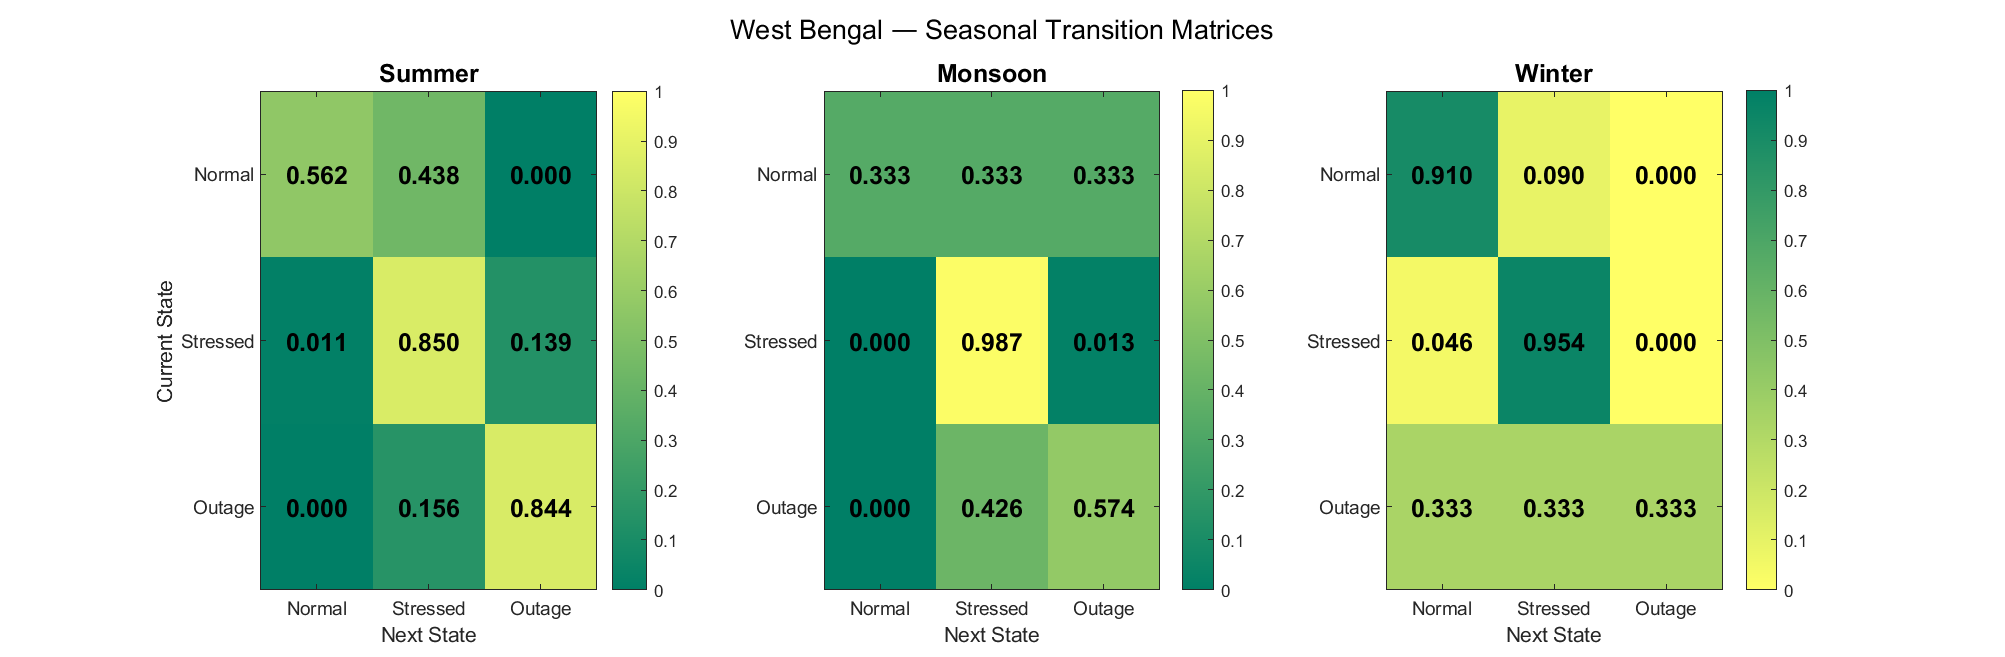 West Bengal — Seasonal Transition Matrices
Summer
Current State
Normal
Stressed
Outage
0.562 0.438 0.000
0.011 0.850 0.139
0.000 0.156 0.844
Normal Stressed Outage
Next State
1
0.9
0.8
0.7
0.6
0.5
0.4
0.3
0.2
0.1
0
Monsoon
Normal
Stressed
Outage
0.333 0.333 0.333
0.000 0.987 0.013
0.000 0.426 0.574
Normal Stressed Outage
Next State
1
0.9
0.8
0.7
0.6
0.5
0.4
0.3
0.2
0.1
0
Winter
Normal
Stressed
Outage
0.910 0.090 0.000
0.046 0.954 0.000
0.333 0.333 0.333
Normal Stressed Outage
Next State
1
0.9
0.8
0.7
0.6
0.5
0.4
0.3
0.2
0.1
0